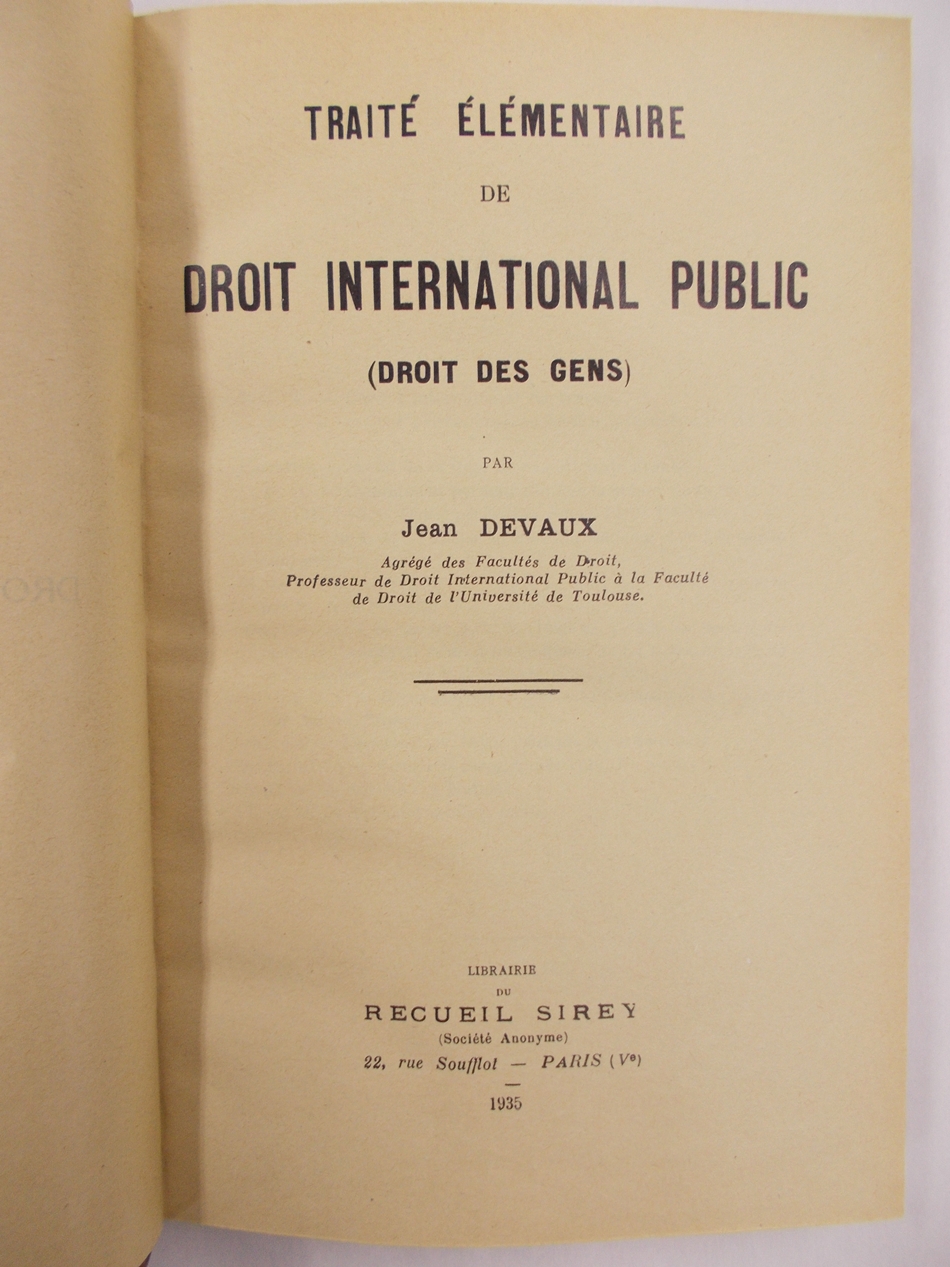 TRAITÉ ÉLÉMENTAIRE
DE
DROIT INTERNATIONAL PUBLIC
(DROIT DES GENS)
PAR
Jean DEVAUX
Agrégé des Facultés de Droit,
Professeur de Droit International Public à la Faculté
de Droit de l'Université de Toulouse.
LIBRAIRIE
DU
RECUEIL SIREY
(Société Anonyme)
22, rue Soufflot — PARIS (Ve)
1935